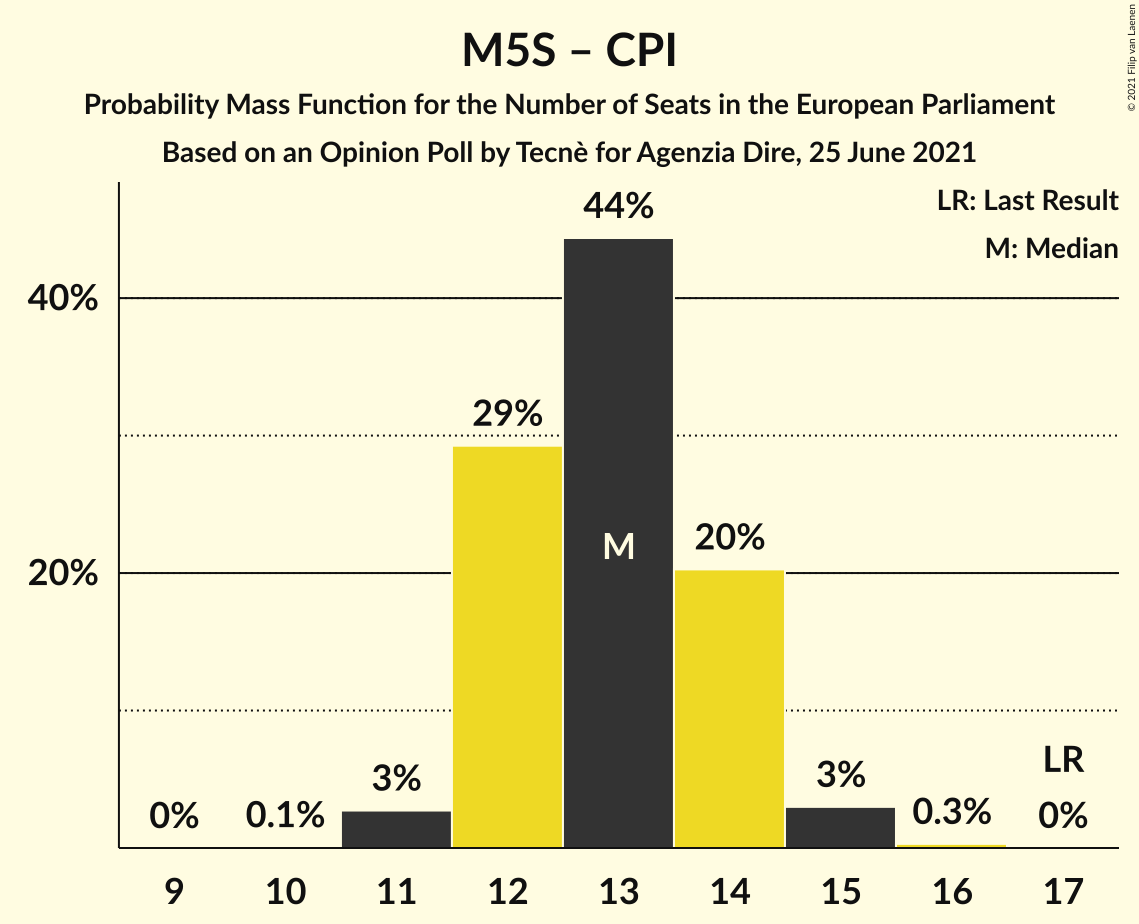 M5S – CPI
Probability Mass Function for the Number of Seats in the European Parliament
Based on an Opinion Poll by Tecnè for Agenzia Dire, 25 June 2021
© 2021 Filip van Laenen
LR: Last Result
M: Median
44%
40%
29%
M
20%
20%
3%
3%
LR
0%
0.1%
0.3%
0%
9
10
11
12
13
14
15
16
17